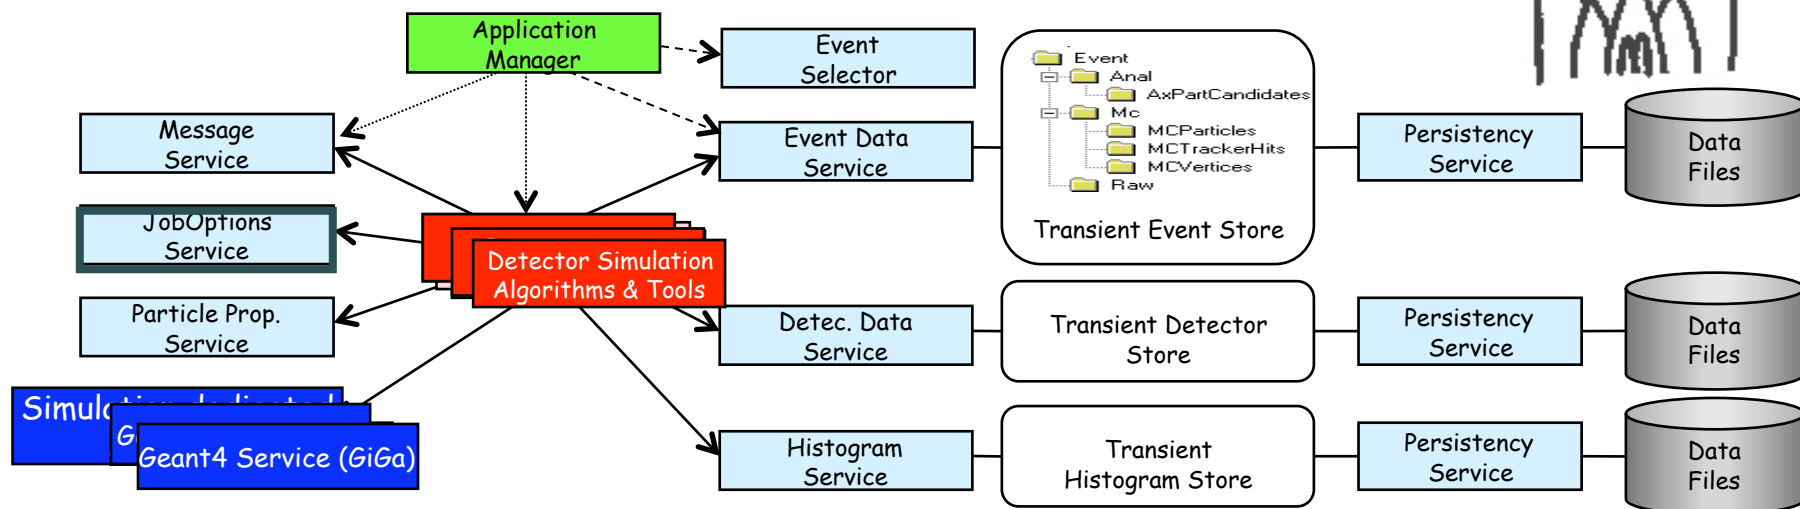 Application
Manager
Event
Selector
Message
Service
Event Data
Service
Event
Anal
AxPartCandidates
Mc
MCParticles
MCTrackerHits
MCVertices
Raw
Transient Event Store
Persistency
Service
Data
Files
JobOptions
Service
Detector Simulation
Algorithms & Tools
Particle Prop.
Service
Detec. Data
Service
Transient Detector
Store
Persistency
Service
Data
Files
Simulation dedicated
Geant4 Service (GiGa)
Histogram
Service
Transient
Histogram Store
Persistency
Service
Data
Files